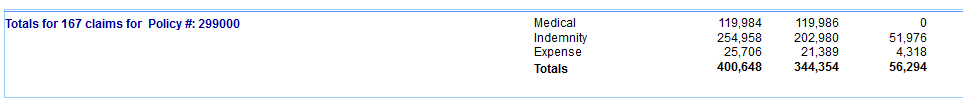 Totals for 167 claims for Policy #: 299000 Medical 119,984 119,986 0
Indemnity 254,958 202,980 51,976
Expense 25,706 21,389 4,318
Totals 400,648 344,354 56,294